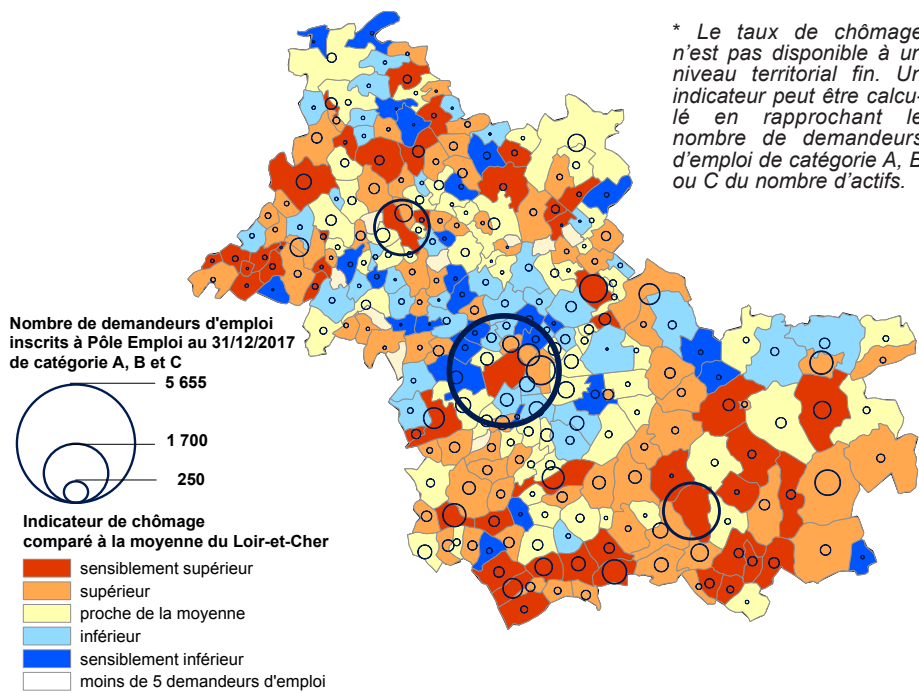 * Le taux de chômage
n'est pas disponible à un
niveau territorial fin. Un
indicateur peut être calcu-
lé en rapprochant le
nombre de demandeurs
d'emploi de catégorie A, B
ou C du nombre d'actifs.
Nombre de demandeurs d'emploi
inscrits à Pôle Emploi au 31/12/2017
de catégorie A, B et C
5 655
1 700
250
Indicateur de chômage
comparé à la moyenne du Loir-et-Cher
sensiblement supérieur
supérieur
proche de la moyenne
inférieur
sensiblement inférieur
moins de 5 demandeurs d'emploi